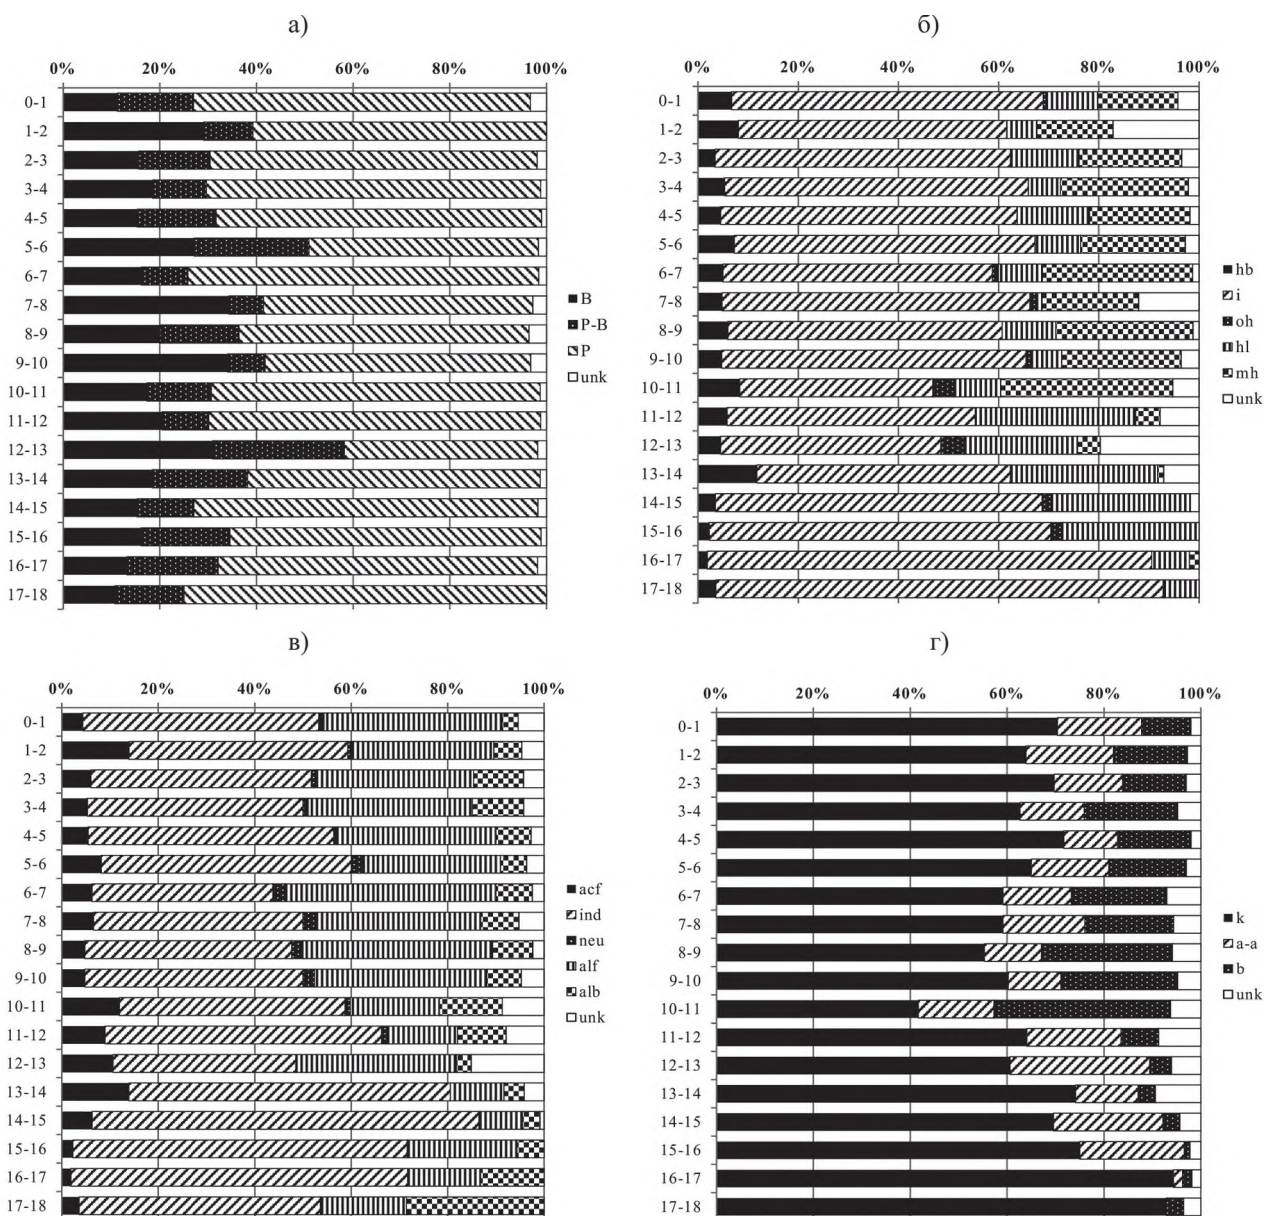 а)
0% 20% 40% 60% 80% 100%
0-1
1-2
2-3
3-4
4-5
5-6
6-7
7-8
8-9
9-10
10-11
11-12
12-13
13-14
14-15
15-16
16-17
17-18
B
P-B
P
unk
б)
0% 20% 40% 60% 80% 100%
0-1
1-2
2-3
3-4
4-5
5-6
6-7
7-8
8-9
9-10
10-11
11-12
12-13
13-14
14-15
15-16
16-17
17-18
hb
i
oh
hl
mh
unk
в)
0% 20% 40% 60% 80% 100%
0-1
1-2
2-3
3-4
4-5
5-6
6-7
7-8
8-9
9-10
10-11
11-12
12-13
13-14
14-15
15-16
16-17
17-18
acf
ind
neu
alf
alb
unk
г)
0% 20% 40% 60% 80% 100%
0-1
1-2
2-3
3-4
4-5
5-6
6-7
7-8
8-9
9-10
10-11
11-12
12-13
13-14
14-15
15-16
16-17
17-18
k
a-a
b
unk